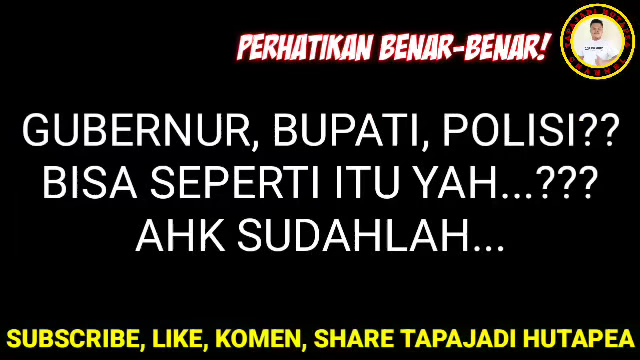 PERHATIKAN BENAR-BENAR!
GUBERNUR, BUPATI, POLISI??
BISA SEPERTI ITU YAH...???
AHK SUDAHLAH...
SUBSCRIBE, LIKE, KOMEN, SHARE TAPAJADI HUTAPEA